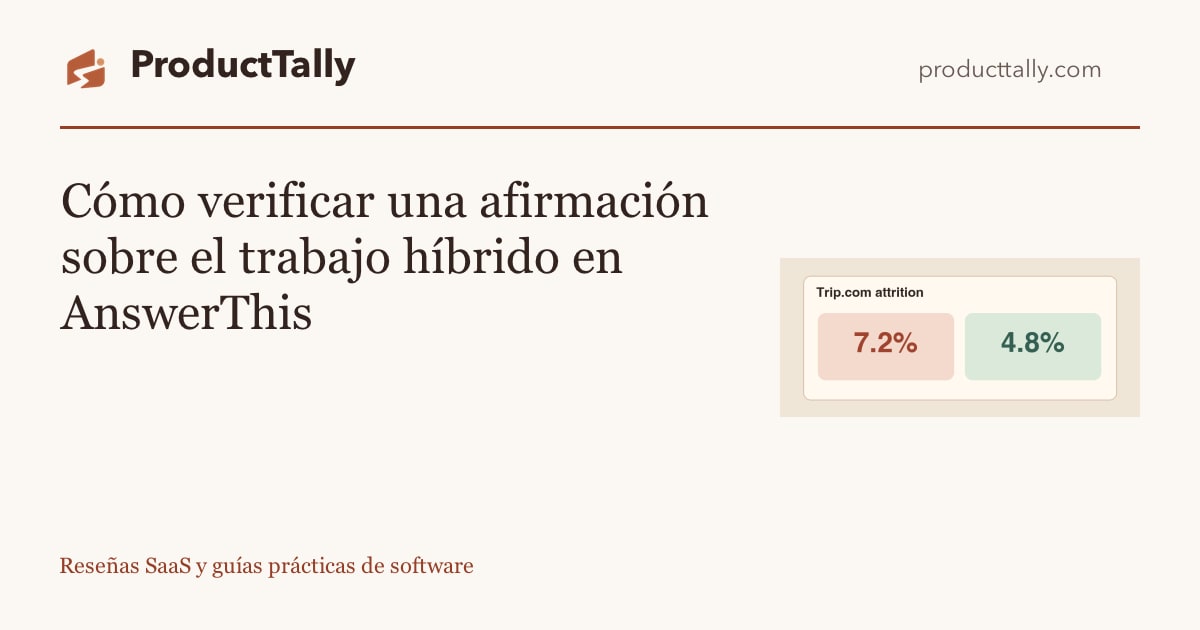 ProductTally
producttally.com
Cómo verificar una afirmación
sobre el trabajo híbrido en
AnswerThis
Trip.com attrition
7.2%
4.8%
Reseñas SaaS y guías prácticas de software